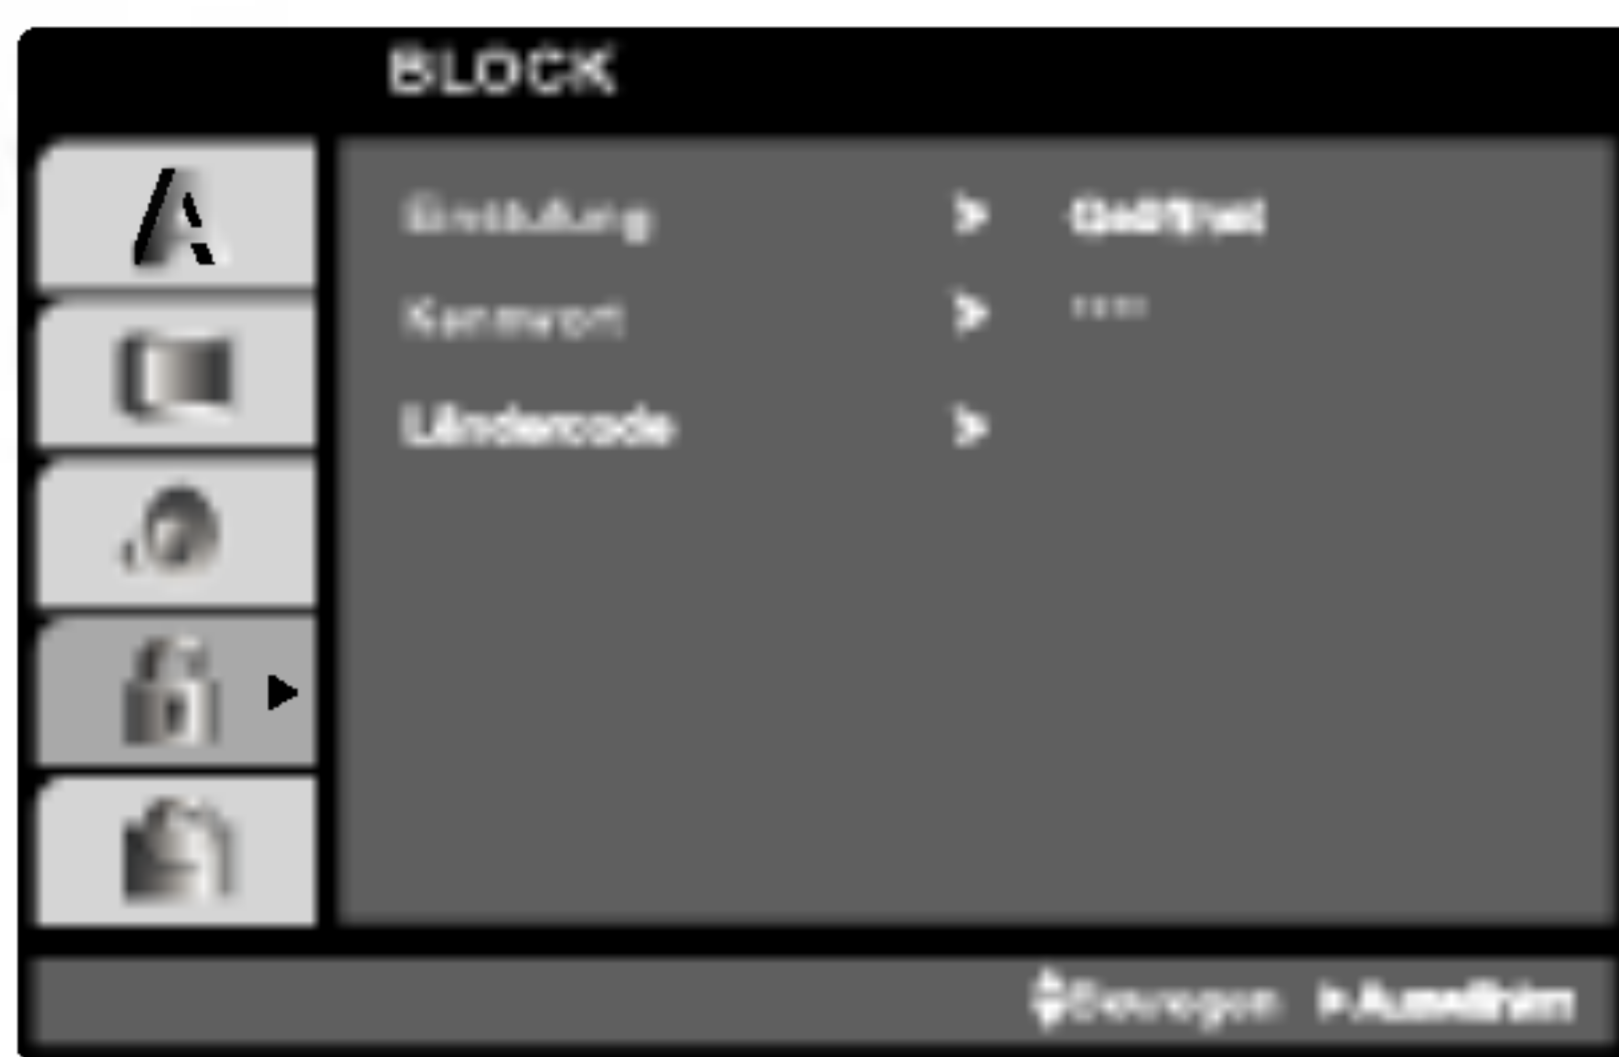 BLOCK
Einstufung > Geöffnet
Kennwort > ****
Ländercode >
Bewegen Auswählen